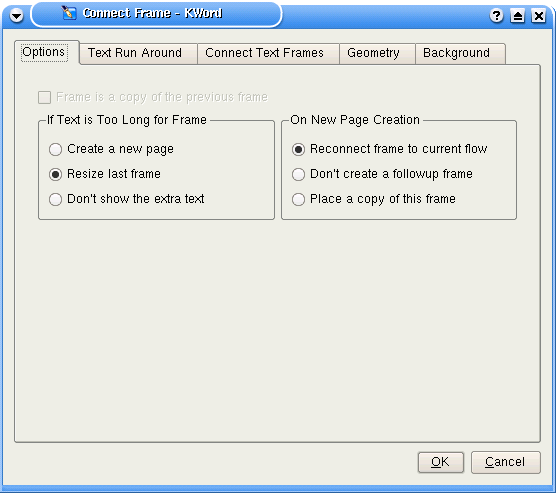 Connect Frame - KWord
Options Text Run Around Connect Text Frames Geometry Background
Frame is a copy of the previous frame
If Text is Too Long for Frame
Create a new page
Resize last frame
Don't show the extra text
On New Page Creation
Reconnect frame to current flow
Don't create a followup frame
Place a copy of this frame
OK Cancel